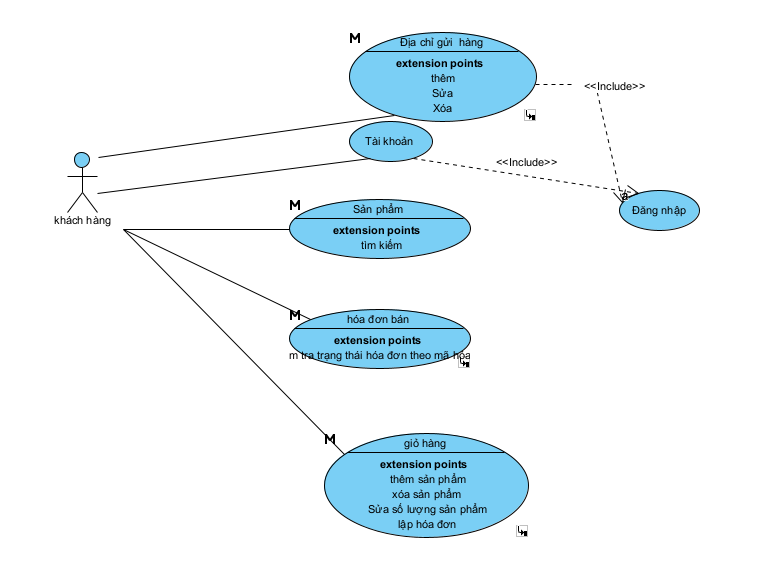 M
Địa chỉ gửi hàng
extension points
thêm
Sửa
Xóa
<<Include>>
Tài khoản
<<Include>>
Đăng nhập
khách hàng
M
Sản phẩm
extension points
tìm kiếm
M
hóa đơn bán
extension points
m tra trạng thái hóa đơn theo mã hóa
M
giỏ hàng
extension points
thêm sản phẩm
xóa sản phẩm
Sửa số lượng sản phẩm
lập hóa đơn